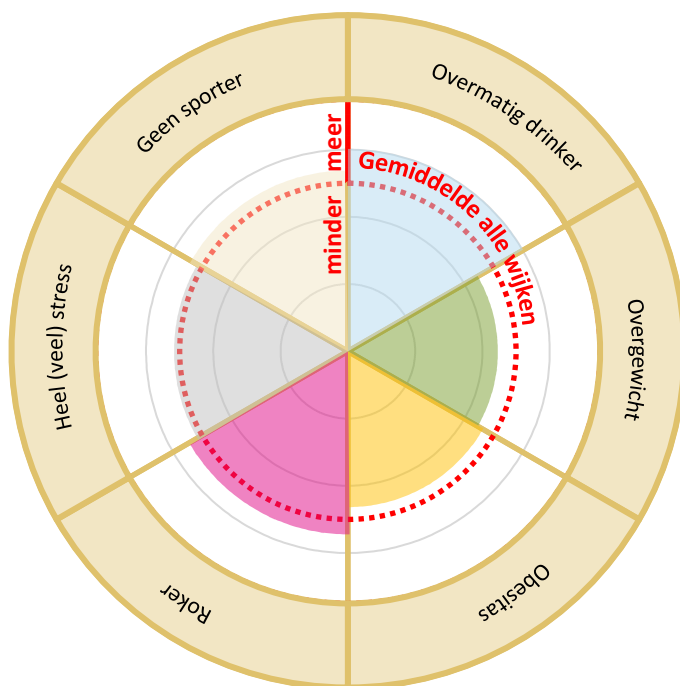 Geen sporter
Overmatig drinker
meer
Gemiddelde alle wijken
minder
Heel (veel) stress
Overgewicht
Roker
Obesitas